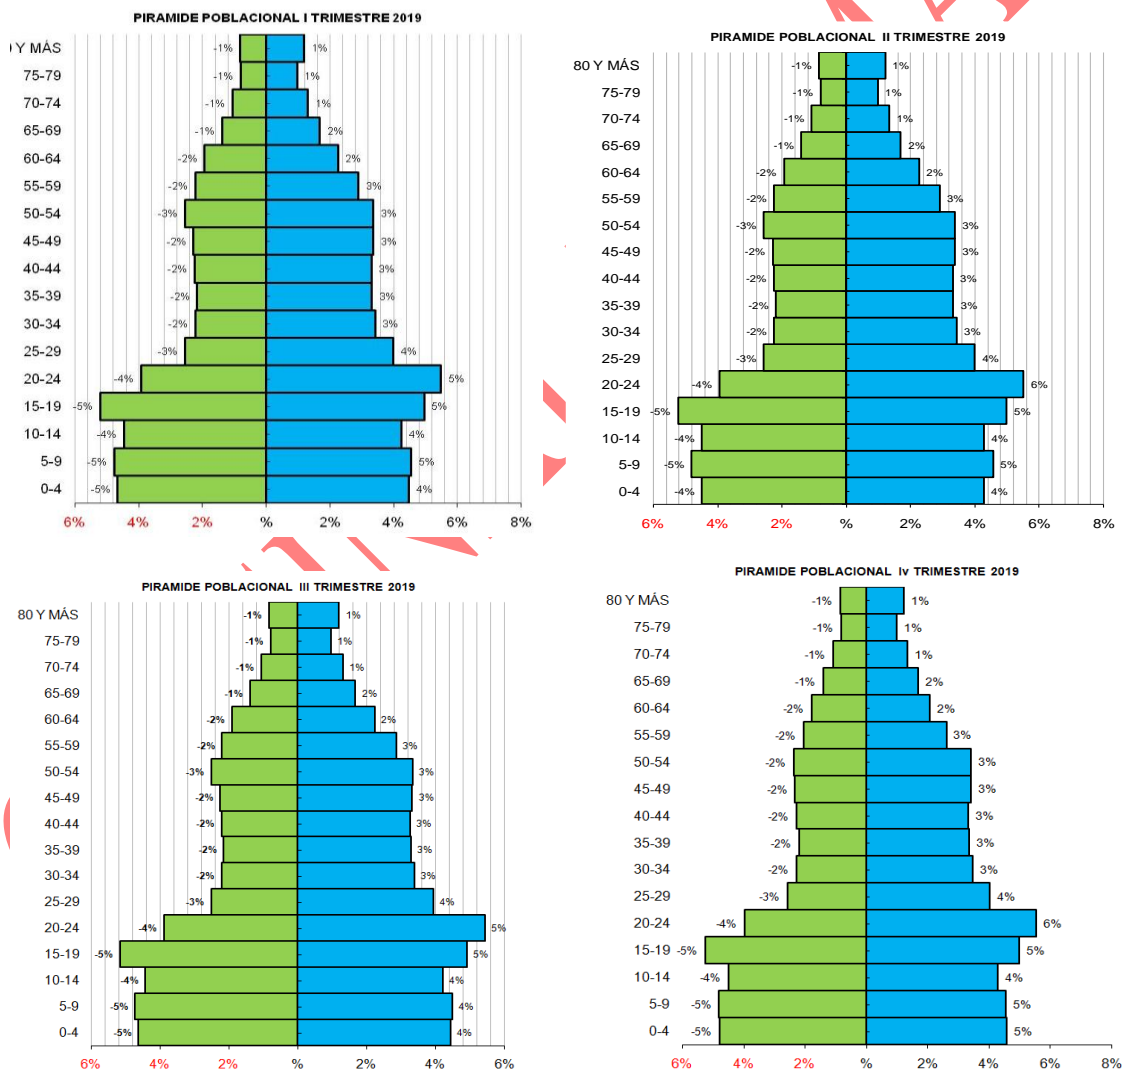 PIRAMIDE POBLACIONAL I TRIMESTRE 2019
Y MÁS -1% 1%
75-79 -1% 1%
70-74 -1% 1%
65-69 -1% 2%
60-64 -2% 2%
55-59 -2% 3%
50-54 -3% 3%
45-49 -2% 3%
40-44 -2% 3%
35-39 -2% 3%
30-34 -2% 3%
25-29 -3% 4%
20-24 -4% 5%
15-19 -5% 5%
10-14 -4% 4%
5-9 -5% 5%
0-4 -5% 4%
6% 4% 2% % 2% 4% 6% 8%
PIRAMIDE POBLACIONAL II TRIMESTRE 2019
80 Y MÁS -1% 1%
75-79 -1% 1%
70-74 -1% 1%
65-69 -1% 2%
60-64 -2% 2%
55-59 -2% 3%
50-54 -3% 3%
45-49 -2% 3%
40-44 -2% 3%
35-39 -2% 3%
30-34 -2% 3%
25-29 -3% 4%
20-24 -4% 6%
15-19 -5% 5%
10-14 -4% 4%
5-9 -5% 5%
0-4 -4% 4%
6% 4% 2% % 2% 4% 6% 8%
PIRAMIDE POBLACIONAL III TRIMESTRE 2019
80 Y MÁS -1% 1%
75-79 -1% 1%
70-74 -1% 1%
65-69 -1% 2%
60-64 -2% 2%
55-59 -2% 3%
50-54 -3% 3%
45-49 -2% 3%
40-44 -2% 3%
35-39 -2% 3%
30-34 -2% 3%
25-29 -3% 4%
20-24 -4% 5%
15-19 -5% 5%
10-14 -4% 4%
5-9 -5% 4%
0-4 -5% 4%
6% 4% 2% % 2% 4% 6%
PIRAMIDE POBLACIONAL Iv TRIMESTRE 2019
80 Y MÁS -1% 1%
75-79 -1% 1%
70-74 -1% 1%
65-69 -1% 2%
60-64 -2% 2%
55-59 -2% 3%
50-54 -2% 3%
45-49 -2% 3%
40-44 -2% 3%
35-39 -2% 3%
30-34 -2% 3%
25-29 -3% 4%
20-24 -4% 6%
15-19 -5% 5%
10-14 -4% 4%
5-9 -5% 5%
0-4 -5% 5%
6% 4% 2% % 2% 4% 6% 8%